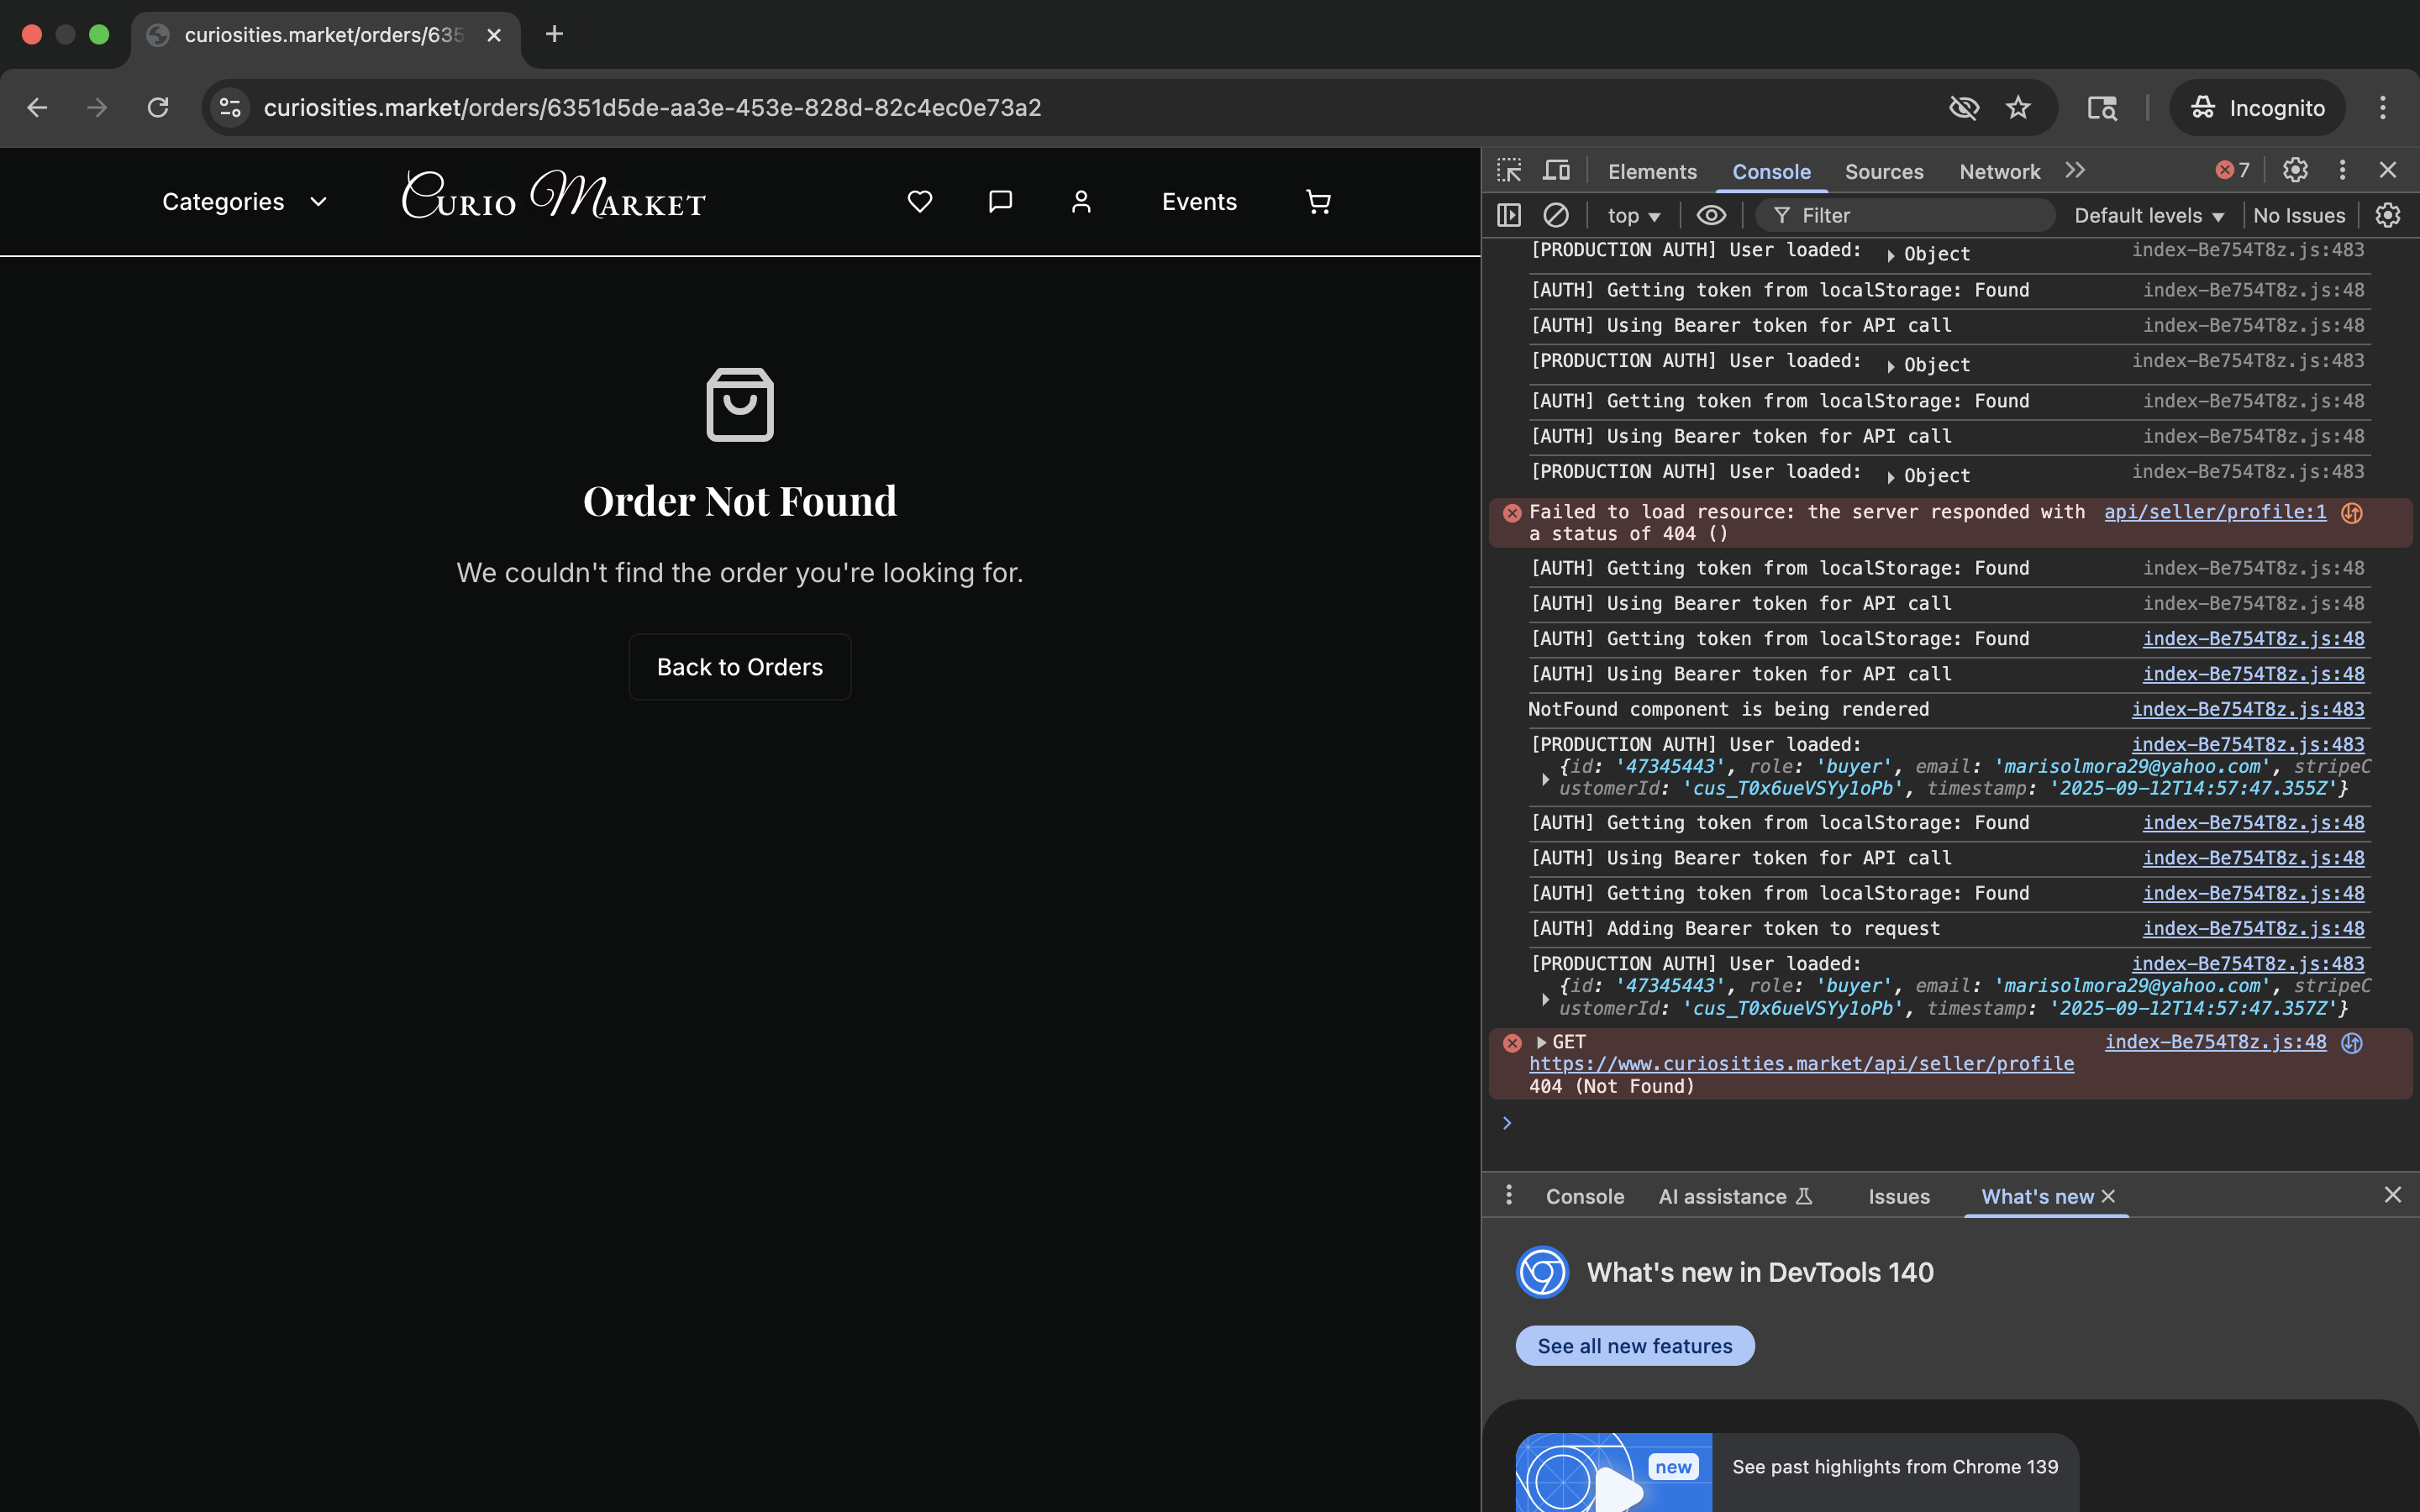 curiosities.market/orders/635
curiosities.market/orders/6351d5de-aa3e-453e-828d-82c4ec0e73a2
Incognito
Categories
Curio Market
Events
Order Not Found
We couldn't find the order you're looking for.
Back to Orders
Elements
Console
Sources
Network
7
top
Filter
Default levels
No Issues
[PRODUCTION AUTH] User loaded: Object index-Be754T8z.js:483
[AUTH] Getting token from localStorage: Found index-Be754T8z.js:48
[AUTH] Using Bearer token for API call index-Be754T8z.js:48
[PRODUCTION AUTH] User loaded: Object index-Be754T8z.js:483
[AUTH] Getting token from localStorage: Found index-Be754T8z.js:48
[AUTH] Using Bearer token for API call index-Be754T8z.js:48
[PRODUCTION AUTH] User loaded: Object index-Be754T8z.js:483
Failed to load resource: the server responded with api/seller/profile:1
a status of 404 ()
[AUTH] Getting token from localStorage: Found index-Be754T8z.js:48
[AUTH] Using Bearer token for API call index-Be754T8z.js:48
[AUTH] Getting token from localStorage: Found index-Be754T8z.js:48
[AUTH] Using Bearer token for API call index-Be754T8z.js:48
NotFound component is being rendered index-Be754T8z.js:483
[PRODUCTION AUTH] User loaded: index-Be754T8z.js:483
{id: '47345443', role: 'buyer', email: 'marisolmora29@yahoo.com', stripeC
ustomerId: 'cus_T0x6ueVSYy1oPb', timestamp: '2025-09-12T14:57:47.355Z'}
[AUTH] Getting token from localStorage: Found index-Be754T8z.js:48
[AUTH] Using Bearer token for API call index-Be754T8z.js:48
[AUTH] Getting token from localStorage: Found index-Be754T8z.js:48
[AUTH] Adding Bearer token to request index-Be754T8z.js:48
[PRODUCTION AUTH] User loaded: index-Be754T8z.js:483
{id: '47345443', role: 'buyer', email: 'marisolmora29@yahoo.com', stripeC
ustomerId: 'cus_T0x6ueVSYy1oPb', timestamp: '2025-09-12T14:57:47.357Z'}
GET index-Be754T8z.js:48
https://www.curiosities.market/api/seller/profile
404 (Not Found)
Console
AI assistance
Issues
What's new
What's new in DevTools 140
See all new features
new
See past highlights from Chrome 139